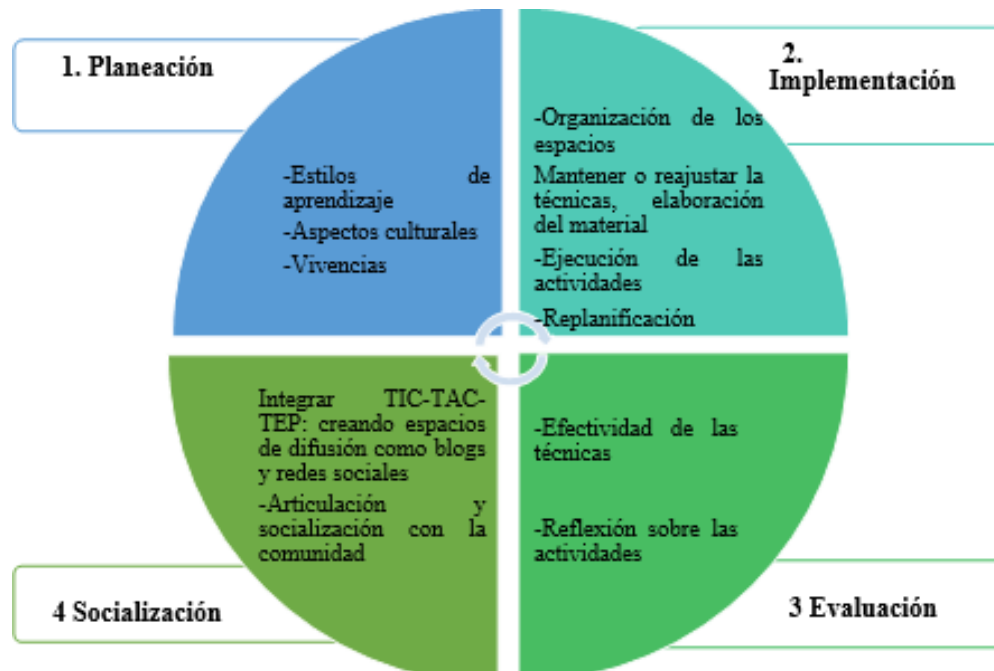 1. Planeación
-Estilos de
aprendizaje
-Aspectos culturales
-Vivencias
2.
Implementación
-Organización de los
espacios
Mantener o reajustar la
técnicas, elaboración
del material
-Ejecución de las
actividades
-Replanificación
-Efectividad de las
técnicas
-Reflexión sobre las
actividades
3 Evaluación
Integrar TIC-TAC-
TEP: creando espacios
de difusión como blogs
y redes sociales
-Articulación y
socialización con la
comunidad
4 Socialización